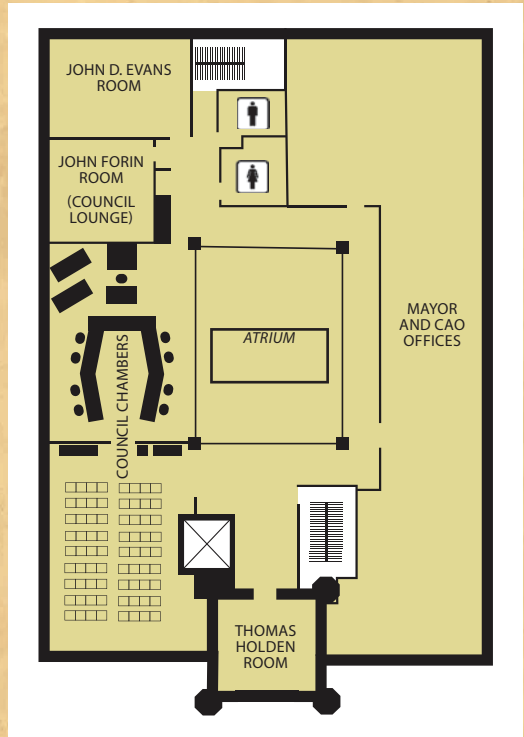 JOHN D. EVANS
ROOM
JOHN FORIN
ROOM
(COUNCIL
LOUNGE)
MAYOR
AND CAO
OFFICES
ATRIUM
COUNCIL CHAMBERS
THOMAS
HOLDEN
ROOM